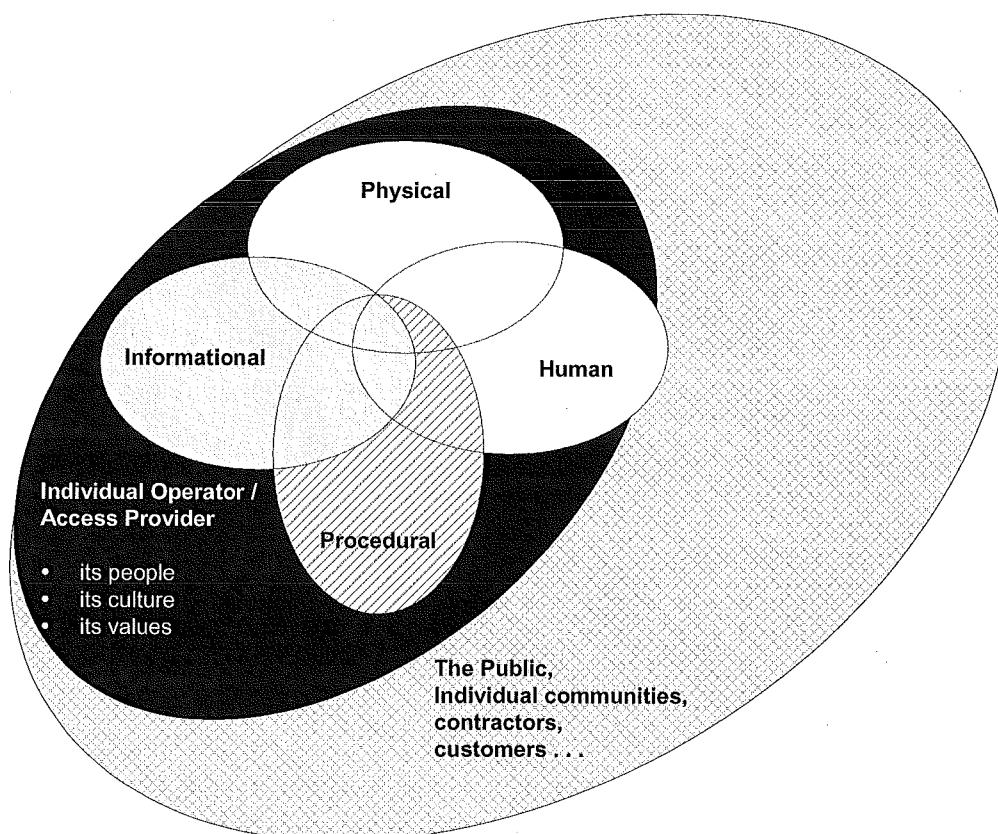 Physical
Informational
Human
Individual Operator /
Access Provider
Procedural
• its people
• its culture
• its values
The Public,
Individual communities,
contractors,
customers . . .